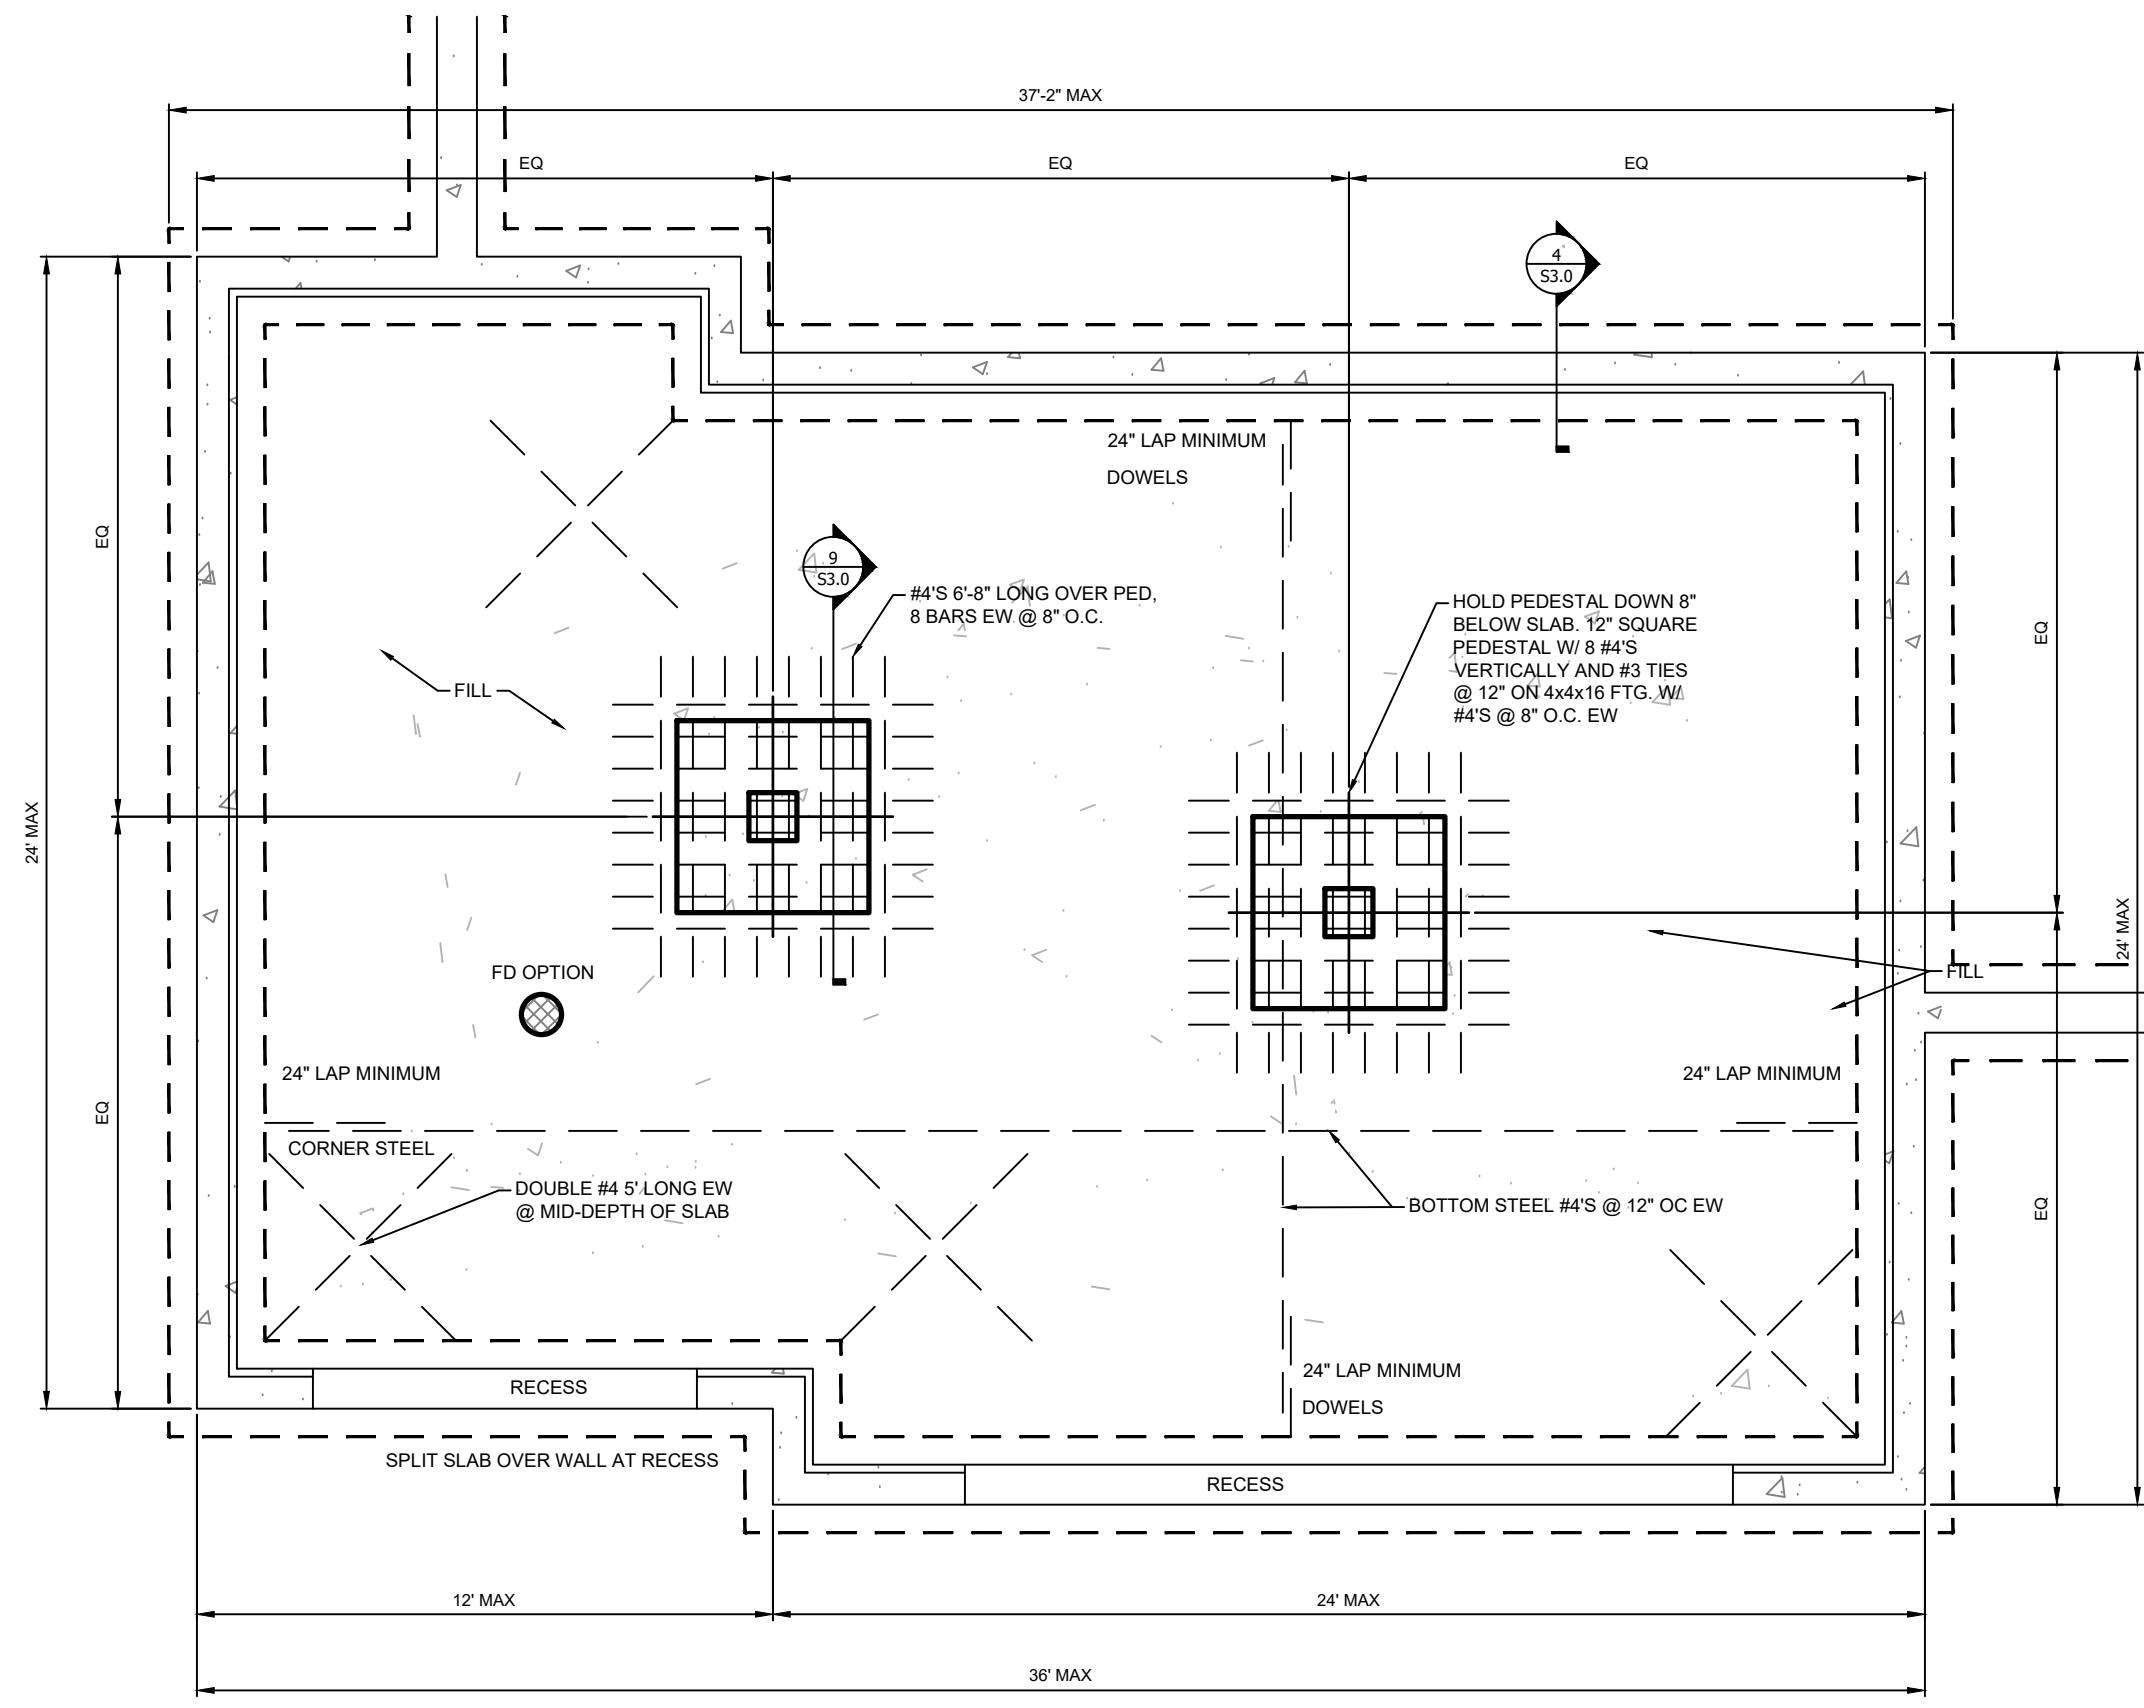 37'-2" MAX
EQ
EQ
EQ
4
S3.0
24" LAP MINIMUM
DOWELS
EQ
9
S3.0
#4'S 6'-8" LONG OVER PED,
8 BARS EW @ 8" O.C.
HOLD PEDESTAL DOWN 8"
BELOW SLAB. 12" SQUARE
PEDESTAL W/ 8 #4'S
VERTICALLY AND #3 TIES
@ 12" ON 4x4x16 FTG. W/
#4'S @ 8" O.C. EW
EQ
FILL
24' MAX
24' MAX
FD OPTION
FILL
24" LAP MINIMUM
24" LAP MINIMUM
EQ
CORNER STEEL
DOUBLE #4 5' LONG EW
@ MID-DEPTH OF SLAB
BOTTOM STEEL #4'S @ 12" OC EW
EQ
24" LAP MINIMUM
DOWELS
RECESS
SPLIT SLAB OVER WALL AT RECESS
RECESS
12' MAX
24' MAX
36' MAX